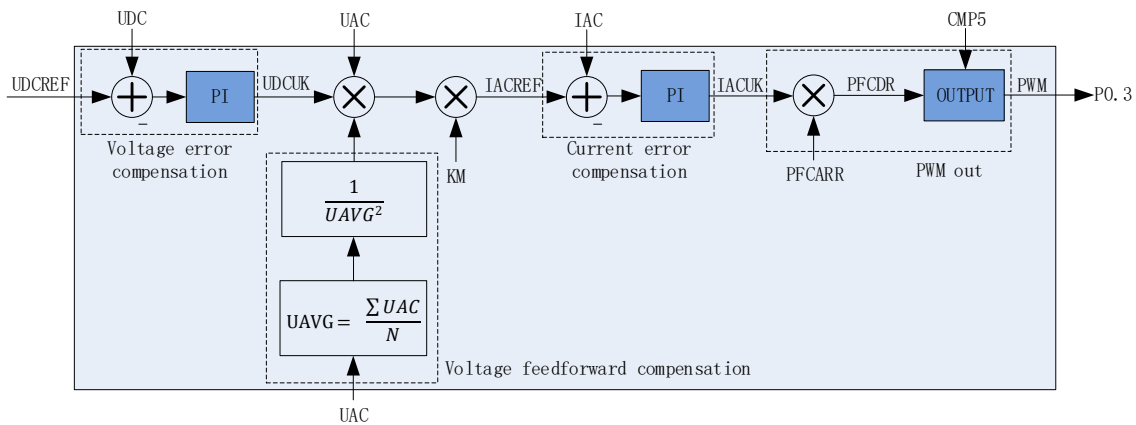 UDC
UAC
IAC
CMP5
UDCREF
+
−
PI
UDCUK
×
×
IACREF
+
−
PI
IACUK
×
PFCDR
OUTPUT
PWM
P0.3
Voltage error
compensation
KM
Current error
compensation
PFCARR
PWM out
1
UAVG²
UAVG = ∑ UAC
N
Voltage feedforward compensation
UAC